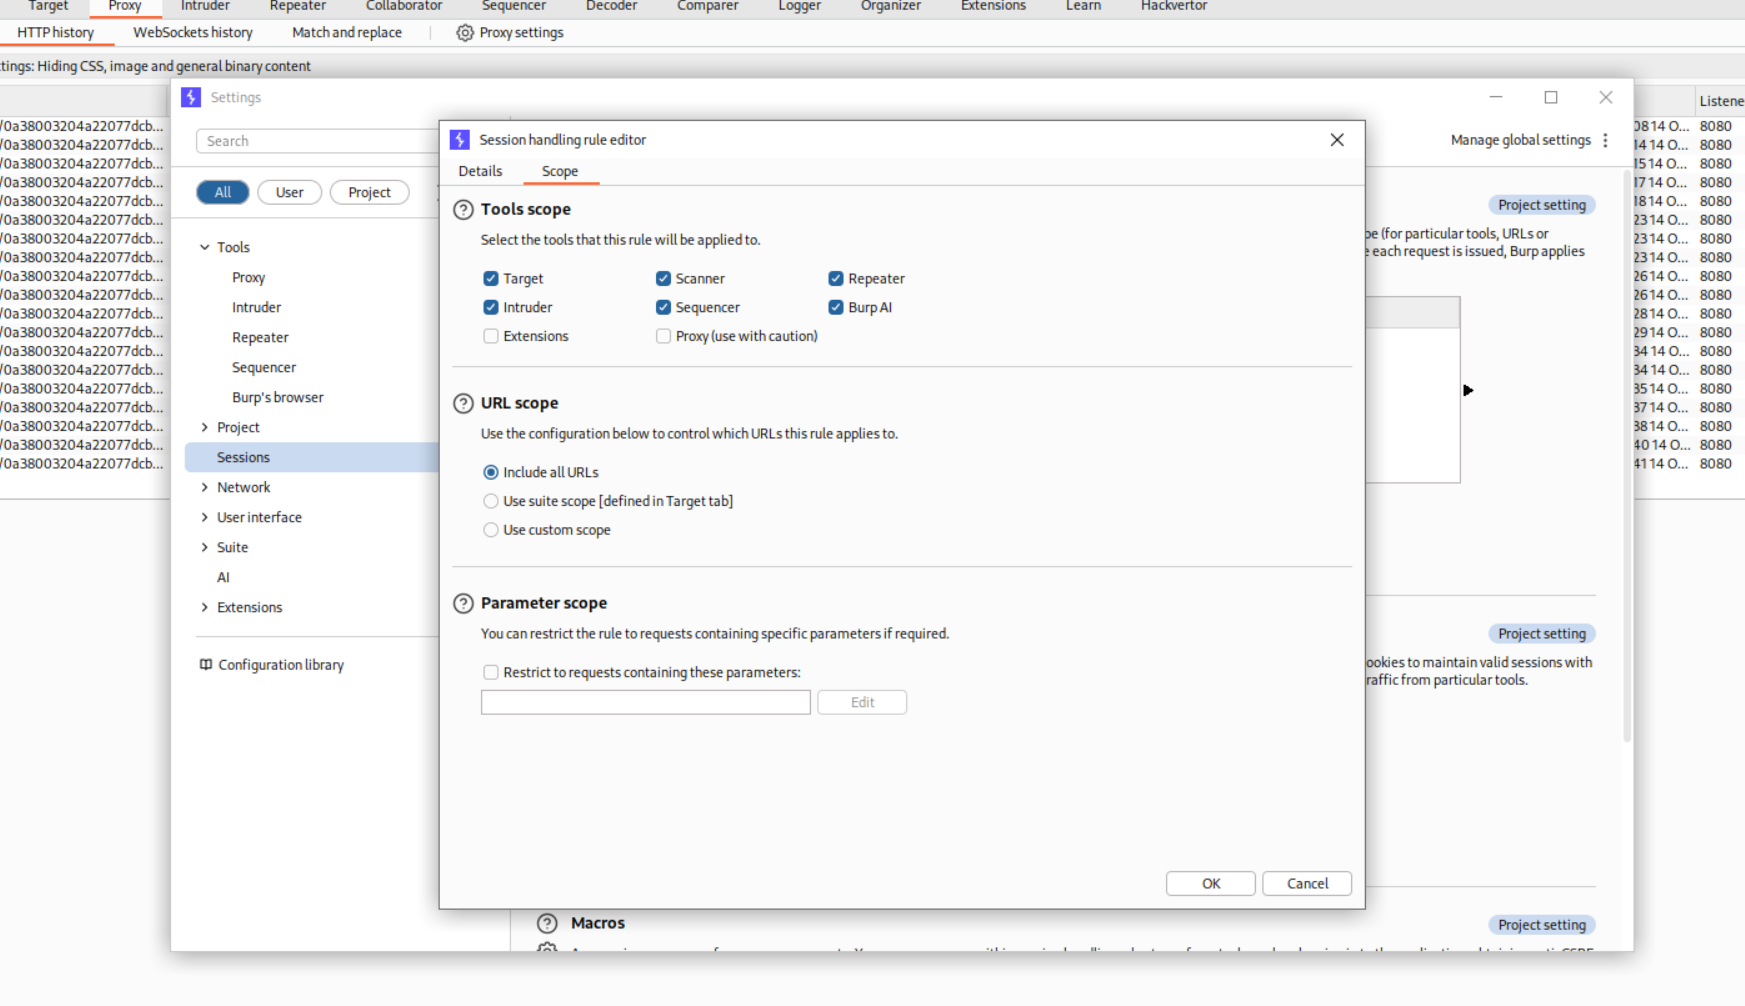 Target Proxy Intruder Repeater Collaborator Sequencer Decoder Comparer Logger Organizer Extensions Learn Hackvertor
HTTP history WebSockets history Match and replace Proxy settings
tings: Hiding CSS, image and general binary content
Settings
Listene
/0a38003204a22077dcb... 0814 O... 8080
/0a38003204a22077dcb... 1414 O... 8080
/0a38003204a22077dcb... 1514 O... 8080
/0a38003204a22077dcb... 1714 O... 8080
/0a38003204a22077dcb... 1814 O... 8080
/0a38003204a22077dcb... 2314 O... 8080
/0a38003204a22077dcb... 2314 O... 8080
/0a38003204a22077dcb... 2314 O... 8080
/0a38003204a22077dcb... 2614 O... 8080
/0a38003204a22077dcb... 2614 O... 8080
/0a38003204a22077dcb... 2814 O... 8080
/0a38003204a22077dcb... 2914 O... 8080
/0a38003204a22077dcb... 3414 O... 8080
/0a38003204a22077dcb... 3414 O... 8080
/0a38003204a22077dcb... 3514 O... 8080
/0a38003204a22077dcb... 3714 O... 8080
/0a38003204a22077dcb... 3814 O... 8080
/0a38003204a22077dcb... 4014 O... 8080
/0a38003204a22077dcb... 4114 O... 8080
Search
Manage global settings
All User Project
Tools
Proxy
Intruder
Repeater
Sequencer
Burp's browser
Project
Sessions
Network
User interface
Suite
AI
Extensions
Configuration library
Session handling rule editor
Details Scope
Tools scope
Select the tools that this rule will be applied to.
Target Scanner Repeater
Intruder Sequencer Burp AI
Extensions Proxy (use with caution)
URL scope
Use the configuration below to control which URLs this rule applies to.
Include all URLs
Use suite scope [defined in Target tab]
Use custom scope
Parameter scope
You can restrict the rule to requests containing specific parameters if required.
Restrict to requests containing these parameters:
Edit
OK Cancel
Project setting
pe (for particular tools, URLs or
e each request is issued, Burp applies
Project setting
ookies to maintain valid sessions with
raffic from particular tools.
Macros
Project setting